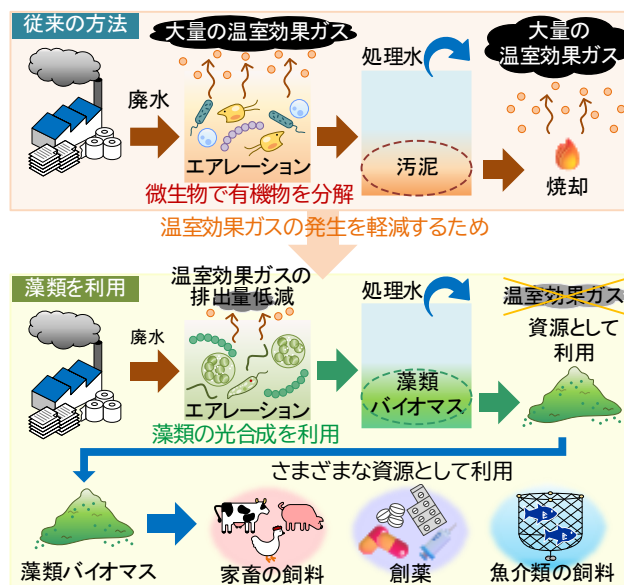 従来の方法
大量の温室効果ガス
大量の
温室効果ガス
処理水
廃水
エアレーション
汚泥
焼却
微生物で有機物を分解
温室効果ガスの発生を軽減するため
藻類を利用
温室効果ガスの
排出量低減
処理水
温室効果ガス
資源として
利用
廃水
エアレーション
藻類
バイオマス
藻類の光合成を利用
さまざまな資源として利用
藻類バイオマス
家畜の飼料
創薬
魚介類の飼料